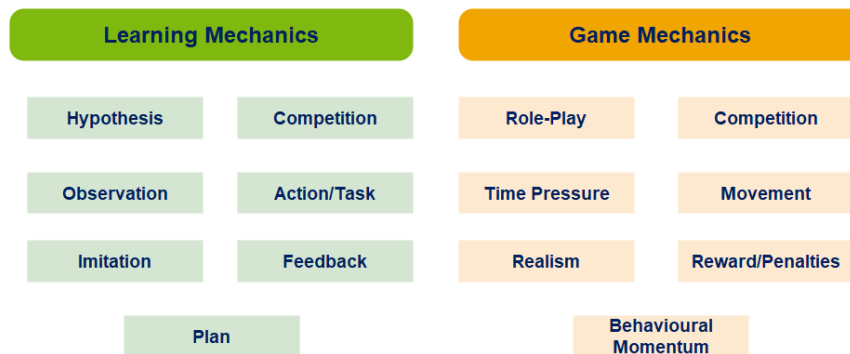 Learning Mechanics
Game Mechanics
Hypothesis
Competition
Role-Play
Competition
Observation
Action/Task
Time Pressure
Movement
Imitation
Feedback
Realism
Reward/Penalties
Plan
Behavioural
Momentum